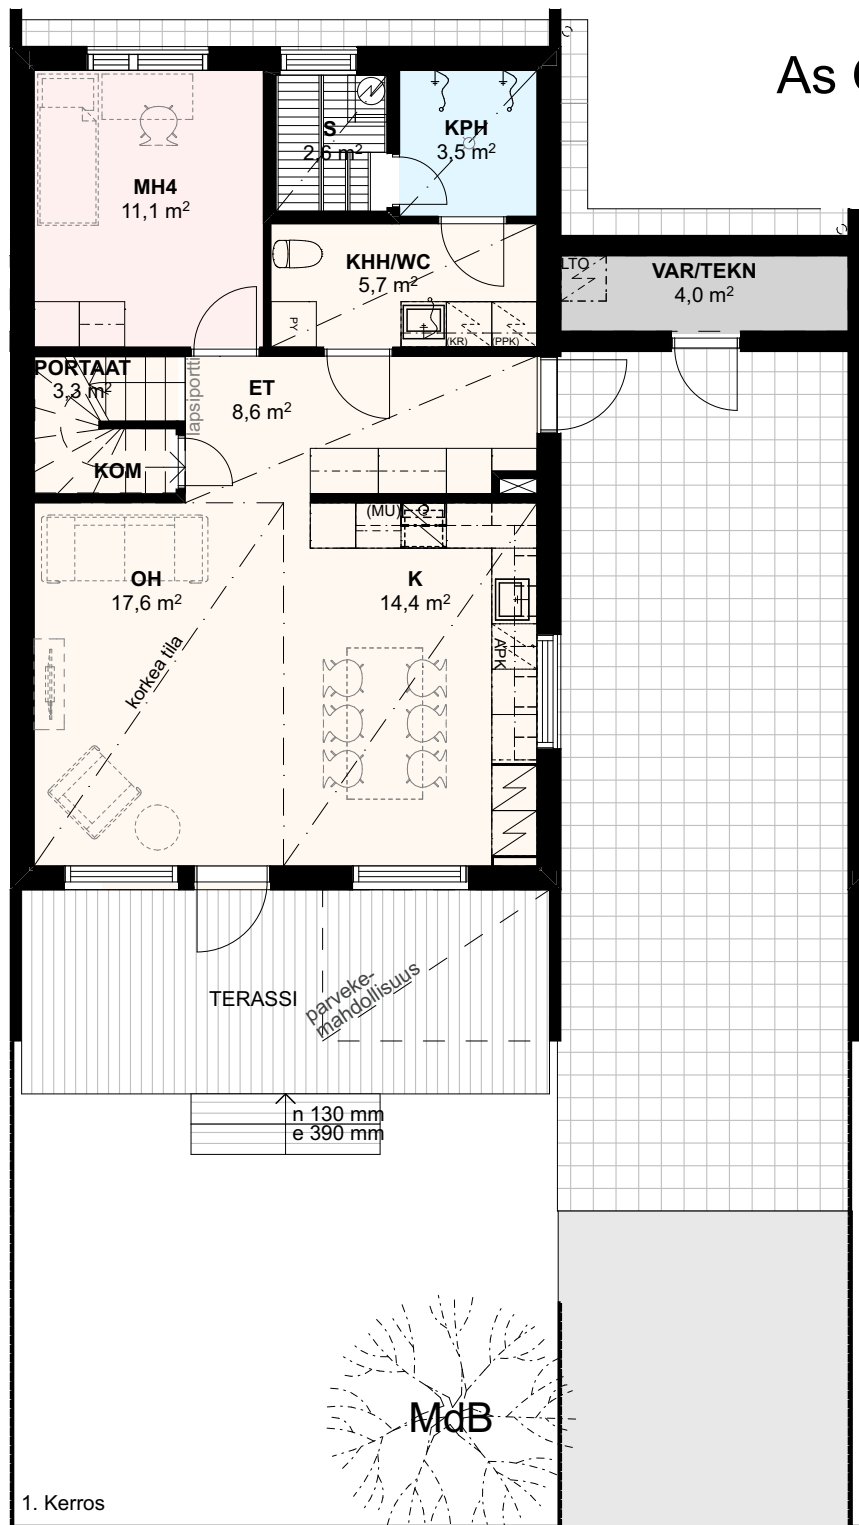 As
MH4
11,1 m²
S
2,6 m²
KPH
3,5 m²
KHH/WC
5,7 m²
PY
(KR)
(PPK)
LTO
VAR/TEKN
4,0 m²
PORTAAT
3,3 m²
lapsiportti
ET
8,6 m²
KOM
(MU)
OH
17,6 m²
K
14,4 m²
korkea tila
APK
TERASSI
parveke-
mahdollisuus
n 130 mm
e 390 mm
MdB
1. Kerros